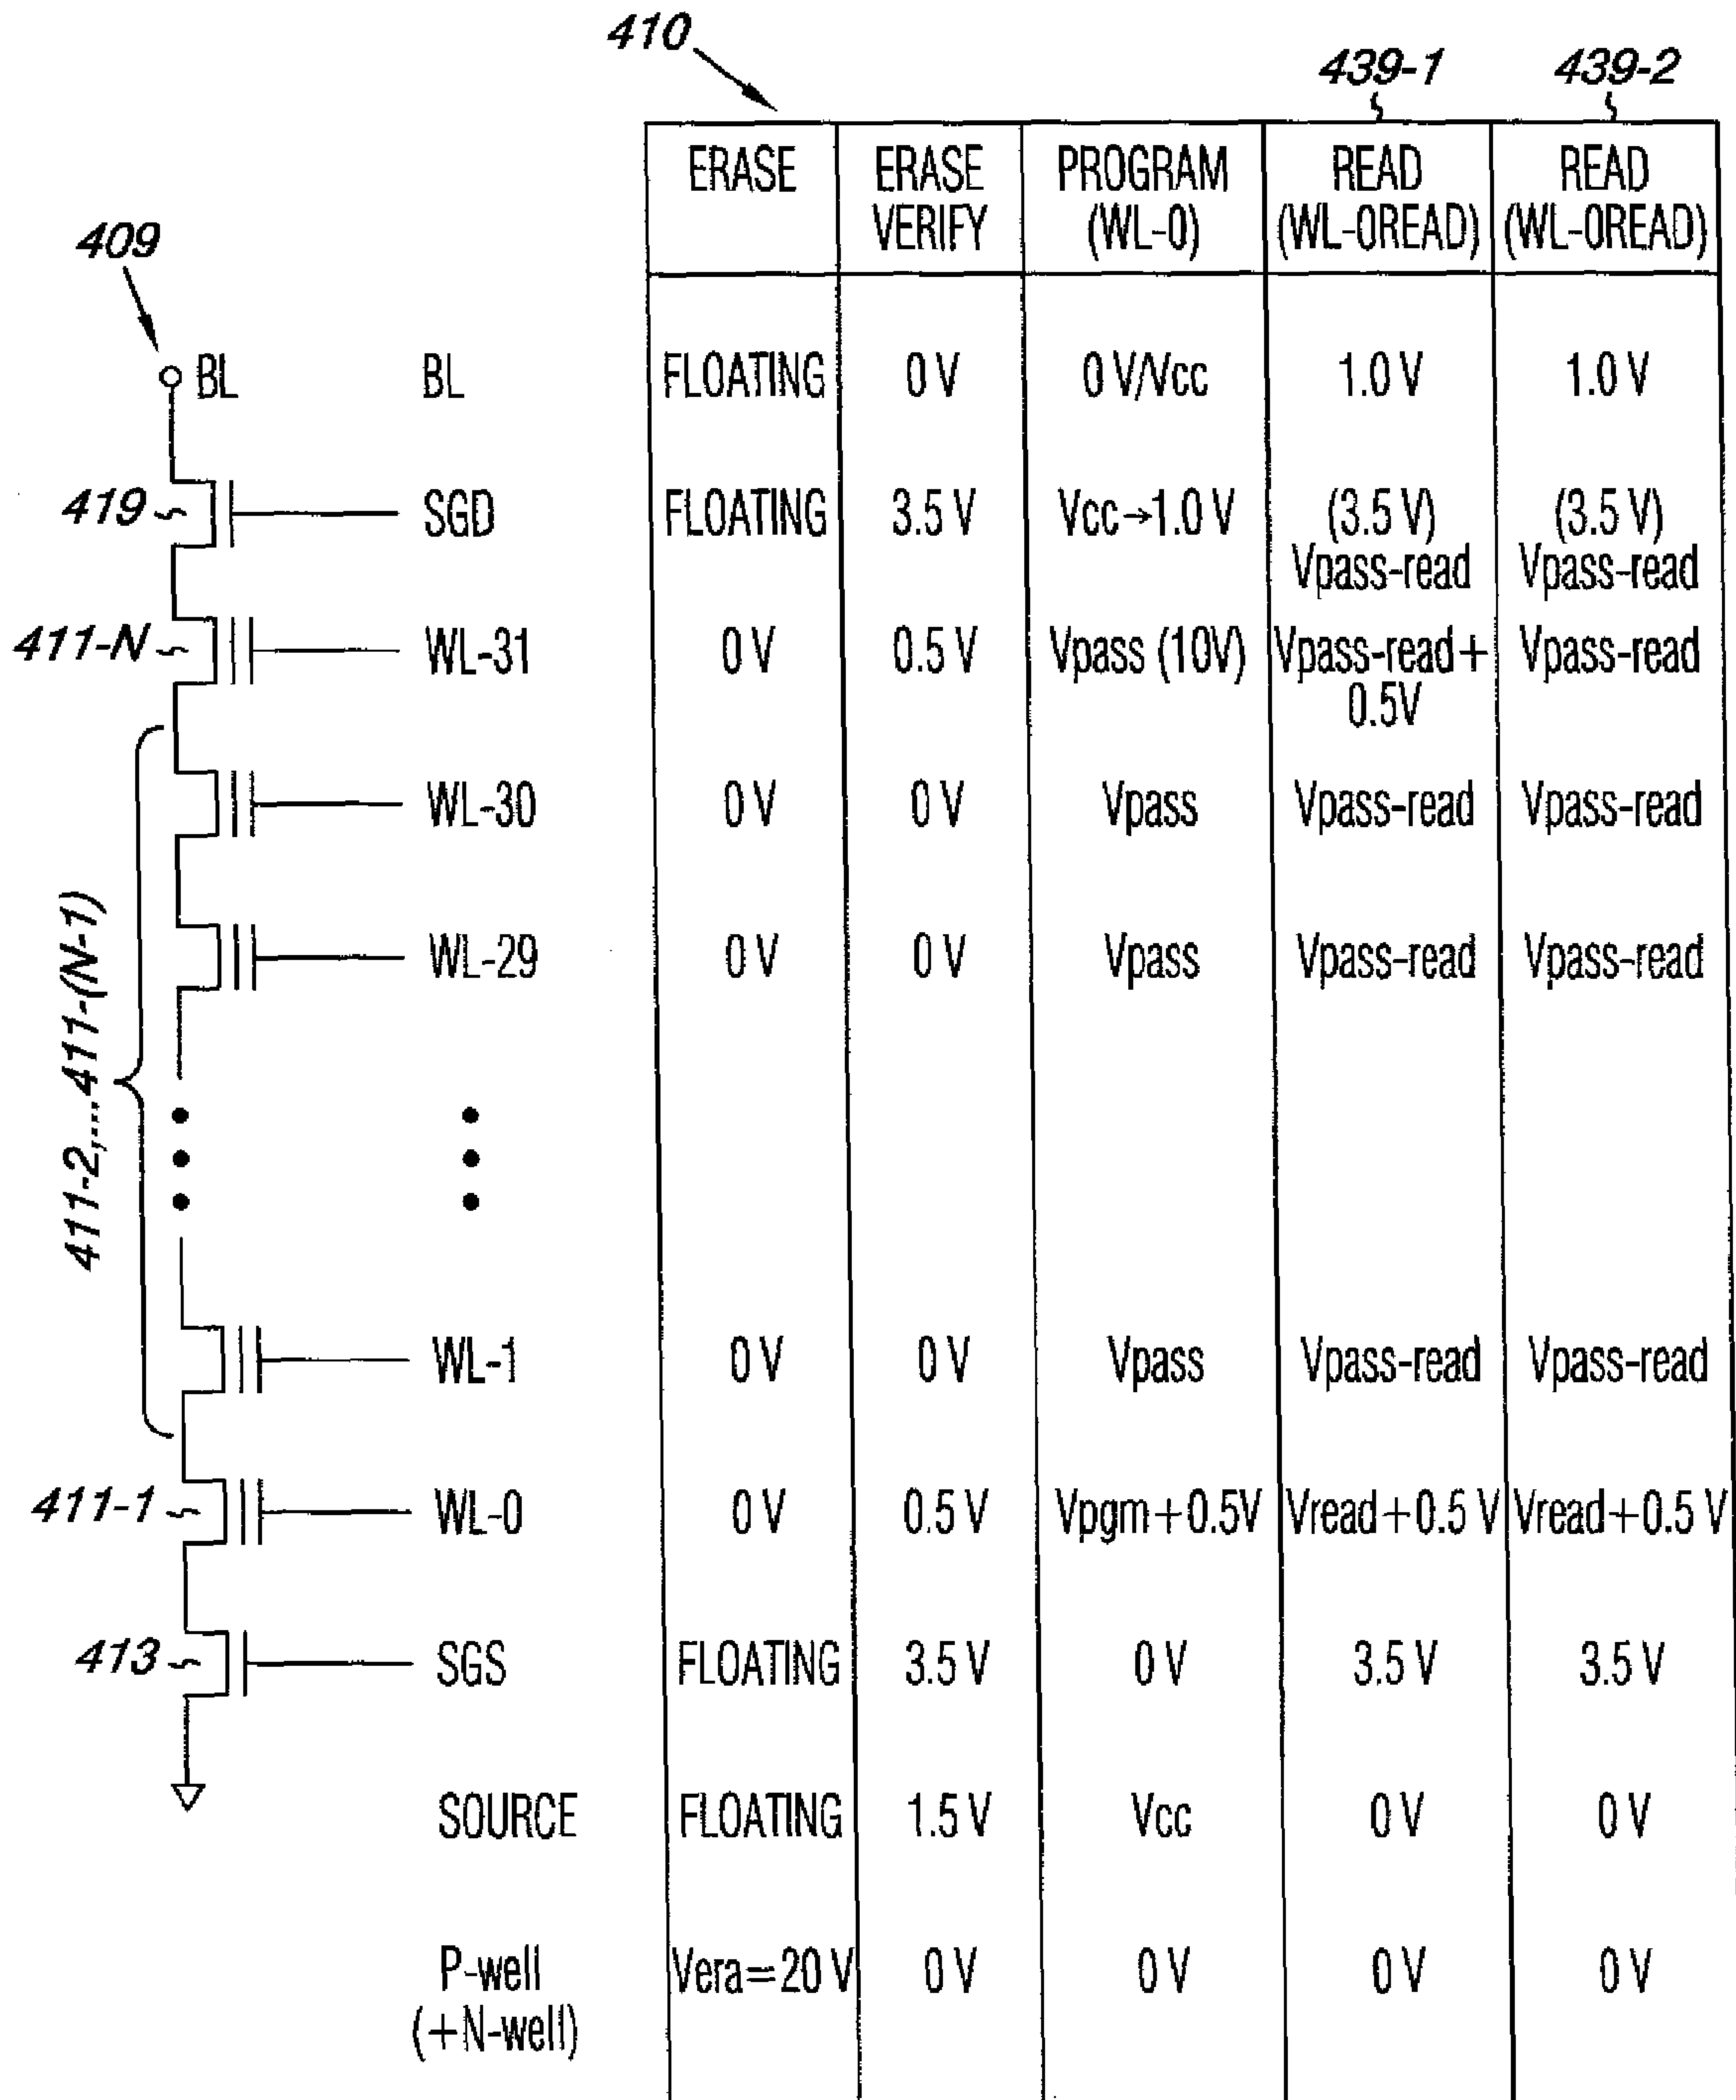 410
439-1 439-2
ERASE ERASE VERIFY PROGRAM (WL-0) READ (WL-0READ) READ (WL-0READ)
409
BL BL FLOATING 0 V 0 V/Vcc 1.0 V 1.0 V
419 SGD FLOATING 3.5 V Vcc→1.0 V (3.5 V) Vpass-read (3.5 V) Vpass-read
411-N WL-31 0 V 0.5 V Vpass (10V) Vpass-read+0.5V Vpass-read
WL-30 0 V 0 V Vpass Vpass-read Vpass-read
WL-29 0 V 0 V Vpass Vpass-read Vpass-read
411-2,...411-(N-1)
WL-1 0 V 0 V Vpass Vpass-read Vpass-read
411-1 WL-0 0 V 0.5 V Vpgm+0.5V Vread+0.5 V Vread+0.5 V
413 SGS FLOATING 3.5 V 0 V 3.5 V 3.5 V
SOURCE FLOATING 1.5 V Vcc 0 V 0 V
P-well (+N-well) Vera=20 V 0 V 0 V 0 V 0 V